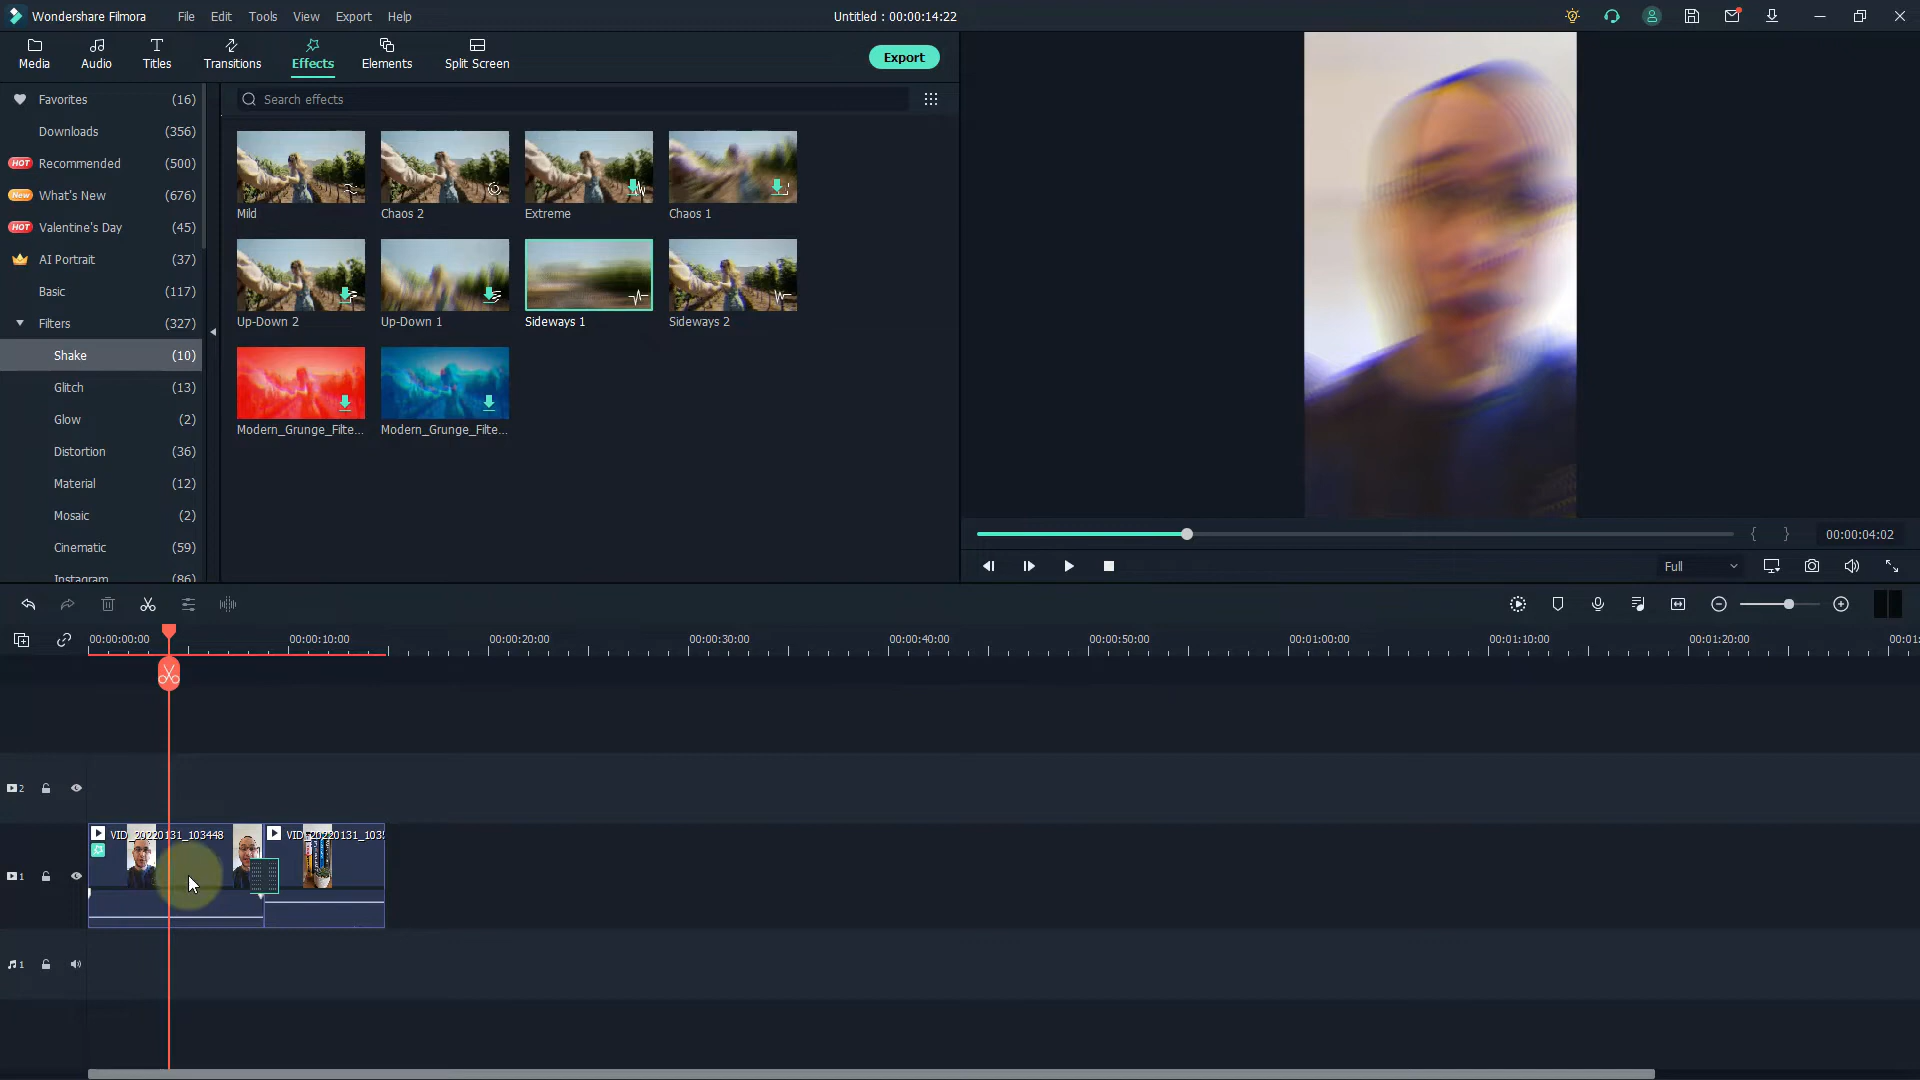 Wondershare Filmora File Edit Tools View Export Help Untitled : 00:00:14:22
Media Audio Titles Transitions Effects Elements Split Screen Export
Favorites (16)
Downloads (356)
HOT Recommended (500)
New What's New (676)
HOT Valentine's Day (45)
AI Portrait (37)
Basic (117)
Filters (327)
Shake (10)
Glitch (13)
Glow (2)
Distortion (36)
Material (12)
Mosaic (2)
Cinematic (59)
Instagram (86)
Search effects
Mild Chaos 2 Extreme Chaos 1
Up-Down 2 Up-Down 1 Sideways 1 Sideways 2
Modern_Grunge_Filte... Modern_Grunge_Filte...
{ } 00:00:04:02
Full
00:00:00:00 00:00:10:00 00:00:20:00 00:00:30:00 00:00:40:00 00:00:50:00 00:01:00:00 00:01:10:00 00:01:20:00 00:01:
2
VID_20220131_103448 VID_20220131_103
1
1